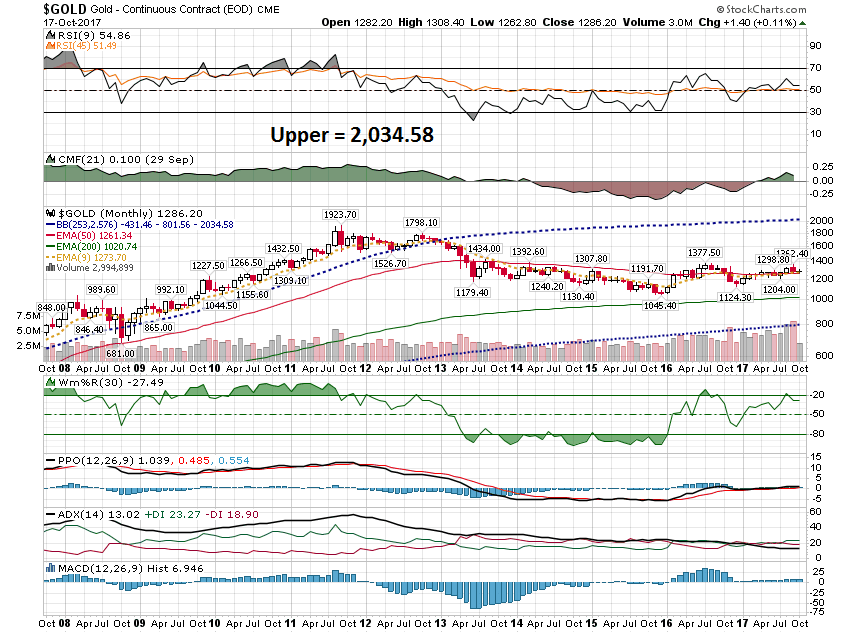 $GOLD Gold - Continuous Contract (EOD) CME © StockCharts.com
17-Oct-2017 Open 1282.20 High 1308.40 Low 1262.80 Close 1286.20 Volume 3.0M Chg +1.40 (+0.11%)
RSI(9) 54.86
RSI(45) 51.49
90
70
50
30
10
Upper = 2,034.58
CMF(21) 0.100 (29 Sep)
0.25
0.00
-0.25
$GOLD (Monthly) 1286.20
BB(253,2.576) -431.46 - 801.56 - 2034.58
EMA(50) 1261.34
EMA(200) 1020.74
EMA(9) 1273.70
Volume 2,994,899
1923.70
1798.10
1432.50
1434.00
1392.60
1377.50
1262.40
1227.50
1266.50
1526.70
1307.80
1298.80
1191.70
989.60
992.10
1309.10
1155.60
1179.40
1240.20
1130.40
1204.00
1124.30
1045.40
848.00
1044.50
846.40
865.00
681.00
2000
1800
1600
1400
1200
1000
800
600
7.5M
5.0M
2.5M
Oct 08 Apr Jul Oct 09 Apr Jul Oct 10 Apr Jul Oct 11 Apr Jul Oct 12 Apr Jul Oct 13 Apr Jul Oct 14 Apr Jul Oct 15 Apr Jul Oct 16 Apr Jul Oct 17 Apr Jul Oct
Wm%R(30) -27.49
-20
-50
-80
PPO(12,26,9) 1.039, 0.485, 0.554
15
10
5
0
-5
ADX(14) 13.02 +DI 23.27 -DI 18.90
60
40
20
0
MACD(12,26,9) Hist 6.946
25
0
-25
-50
-75
Oct 08 Apr Jul Oct 09 Apr Jul Oct 10 Apr Jul Oct 11 Apr Jul Oct 12 Apr Jul Oct 13 Apr Jul Oct 14 Apr Jul Oct 15 Apr Jul Oct 16 Apr Jul Oct 17 Apr Jul Oct